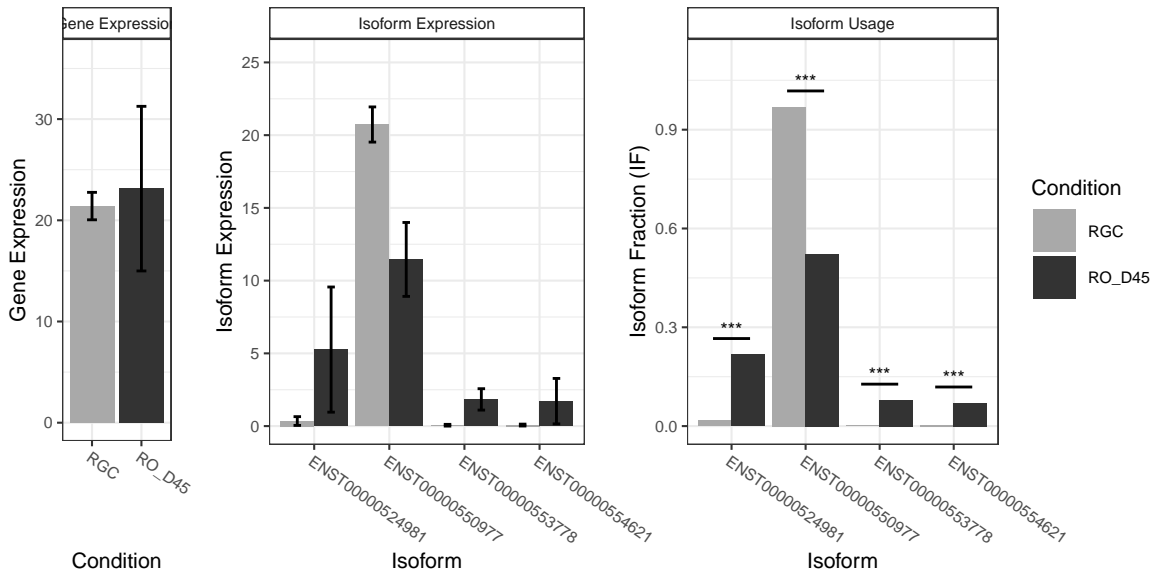 Gene Expression
Gene Expression
30
20
10
0
RGC
RO_D45
Condition
Isoform Expression
Isoform Expression
25
20
15
10
5
0
ENST00000524981
ENST00000550977
ENST00000553778
ENST00000554621
Isoform
Isoform Usage
Isoform Fraction (IF)
0.9
0.6
0.3
0.0
***
***
***
***
ENST00000524981
ENST00000550977
ENST00000553778
ENST00000554621
Isoform
Condition
RGC
RO_D45